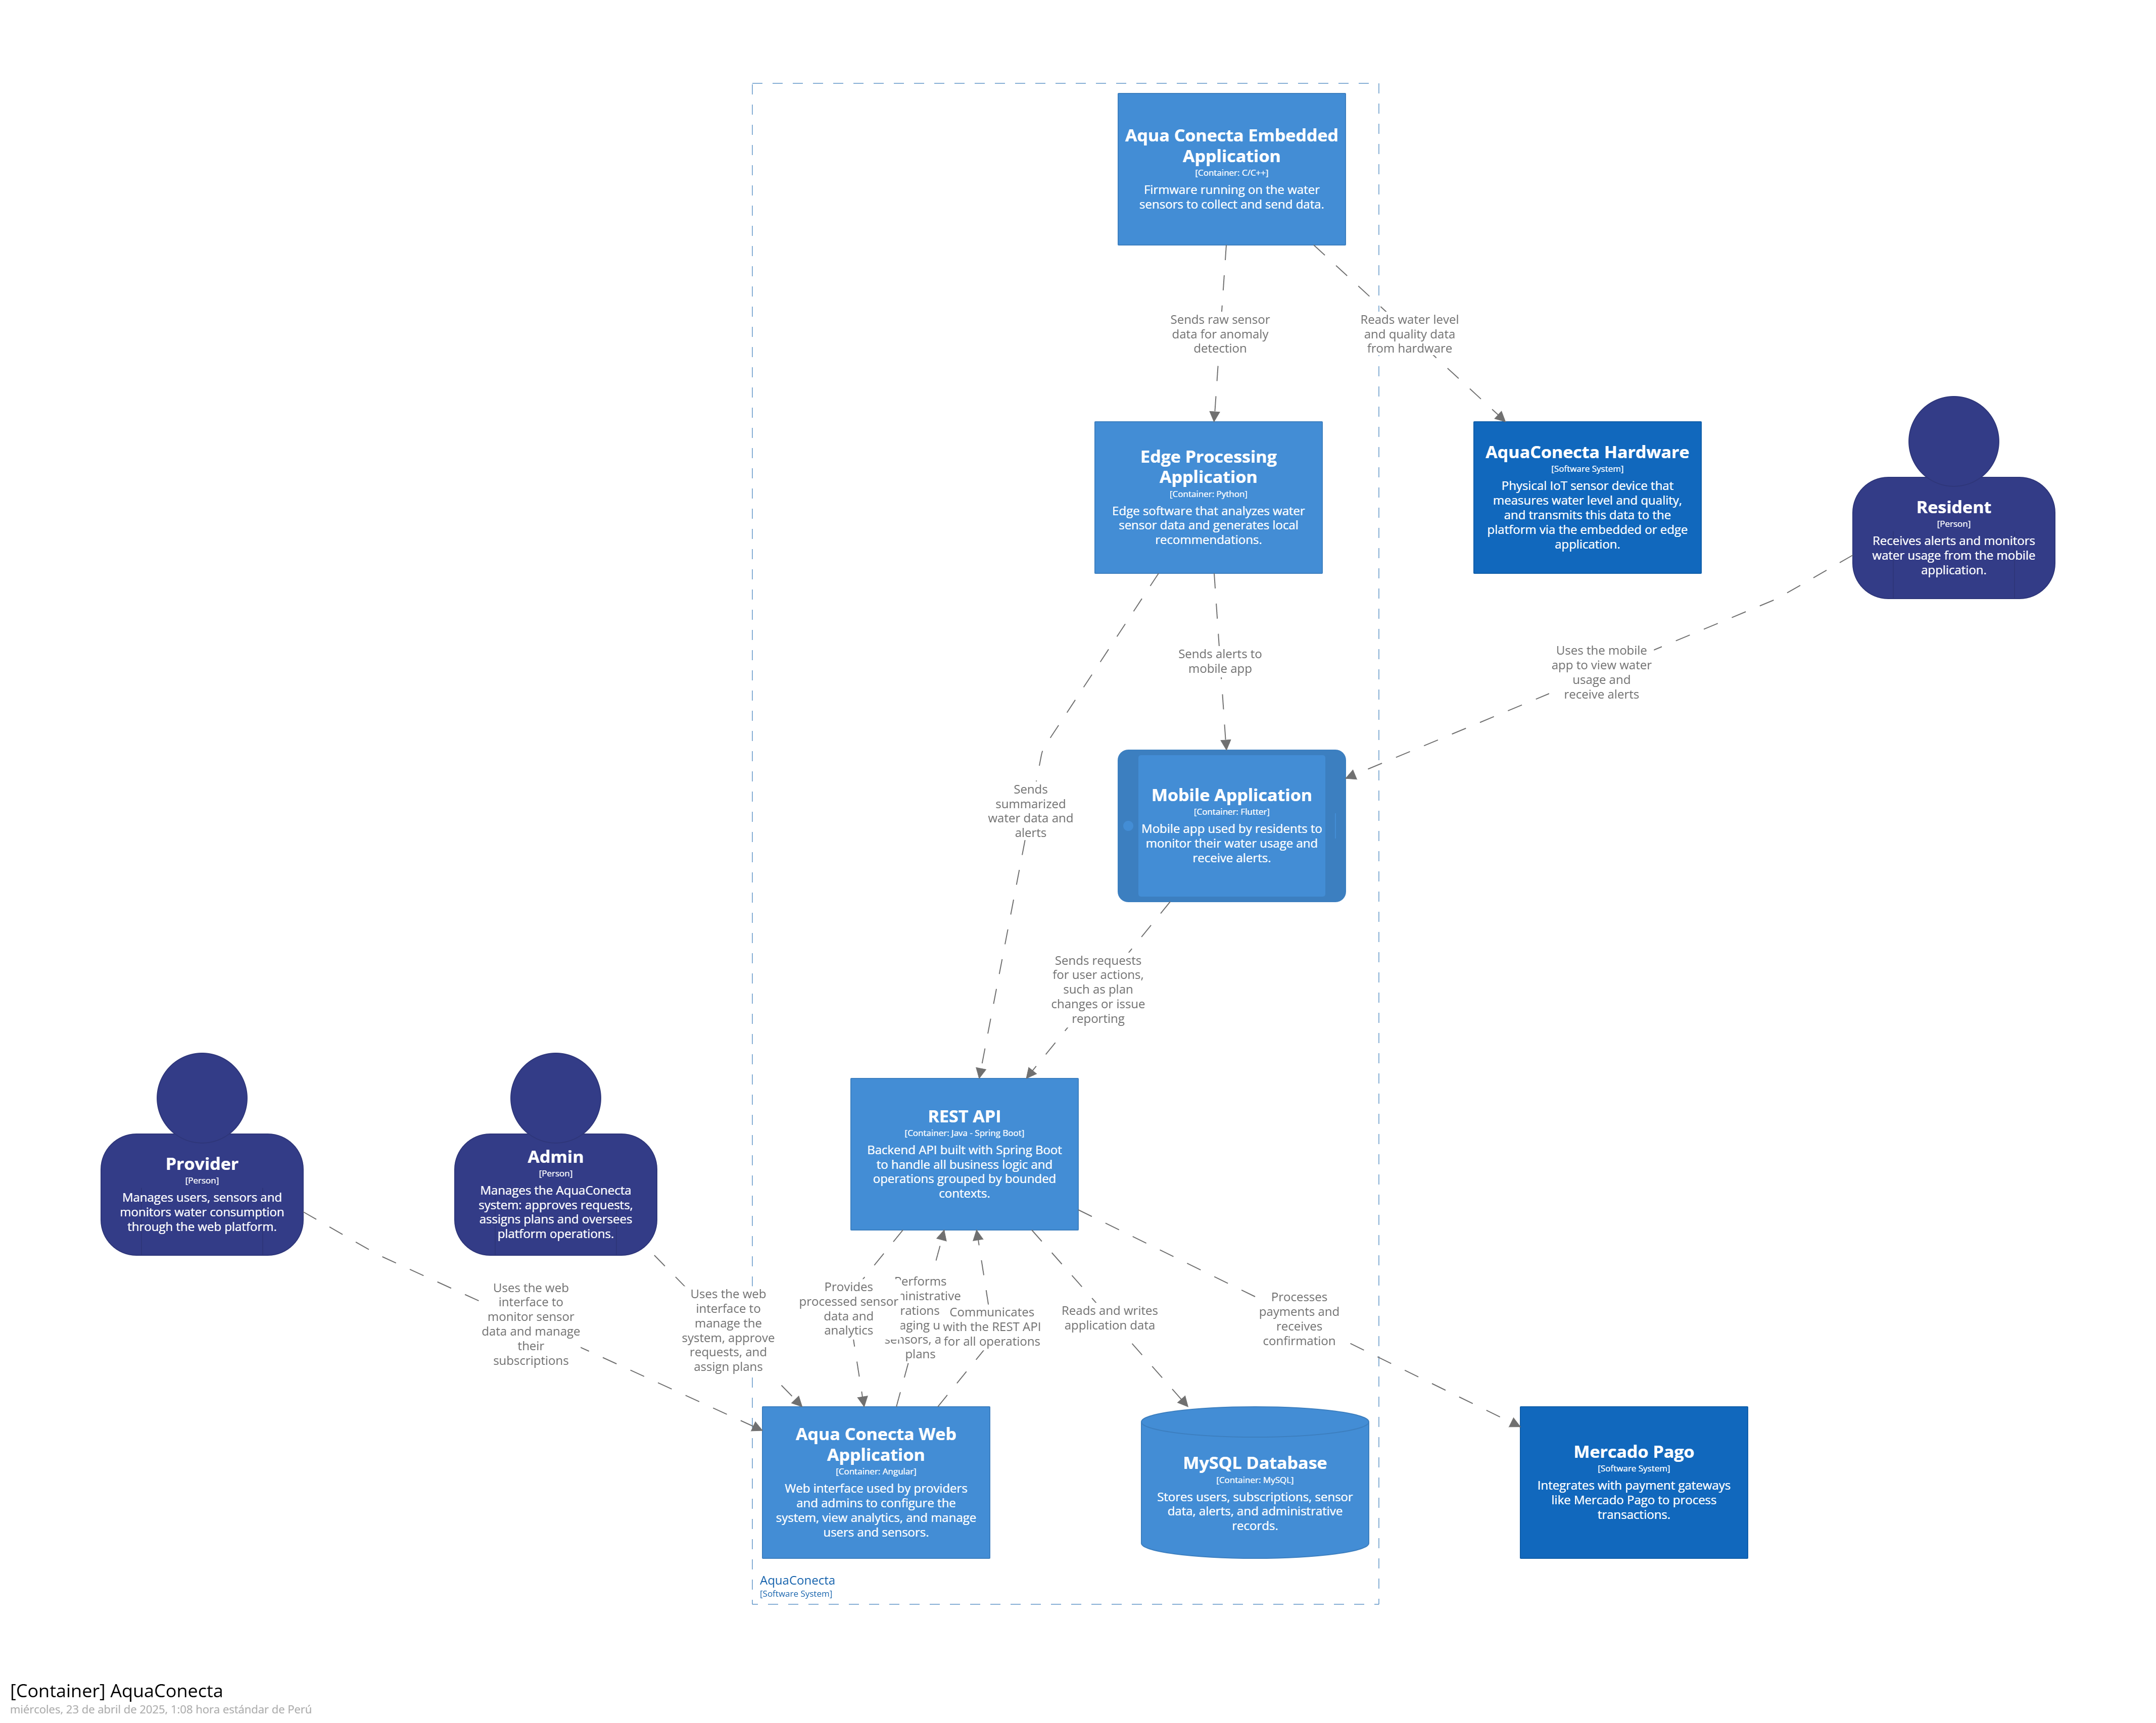 Aqua Conecta Embedded
Application
[Container: C/C++]
Firmware running on the water
sensors to collect and send data.
Sends raw sensor
data for anomaly
detection
Reads water level
and quality data
from hardware
Edge Processing
Application
[Container: Python]
Edge software that analyzes water
sensor data and generates local
recommendations.
AquaConecta Hardware
[Software System]
Physical IoT sensor device that
measures water level and quality,
and transmits this data to the
platform via the embedded or edge
application.
Resident
[Person]
Receives alerts and monitors
water usage from the mobile
application.
Sends alerts to
mobile app
Uses the mobile
app to view water
usage and
receive alerts
Sends
summarized
water data and
alerts
Mobile Application
[Container: Flutter]
Mobile app used by residents to
monitor their water usage and
receive alerts.
Sends requests
for user actions,
such as plan
changes or issue
reporting
Provider
[Person]
Manages users, sensors and
monitors water consumption
through the web platform.
Admin
[Person]
Manages the AquaConecta
system: approves requests,
assigns plans and oversees
platform operations.
REST API
[Container: Java - Spring Boot]
Backend API built with Spring Boot
to handle all business logic and
operations grouped by bounded
contexts.
Uses the web
interface to
monitor sensor
data and manage
their
subscriptions
Uses the web
interface to
manage the
system, approve
requests, and
assign plans
Provides
processed sensor
data and
analytics
plans
Communicates
with the REST API
for all operations
Reads and writes
application data
Processes
payments and
receives
confirmation
Aqua Conecta Web
Application
[Container: Angular]
Web interface used by providers
and admins to configure the
system, view analytics, and manage
users and sensors.
MySQL Database
[Container: MySQL]
Stores users, subscriptions, sensor
data, alerts, and administrative
records.
Mercado Pago
[Software System]
Integrates with payment gateways
like Mercado Pago to process
transactions.
AquaConecta
[Software System]
[Container] AquaConecta
miércoles, 23 de abril de 2025, 1:08 hora estándar de Perú